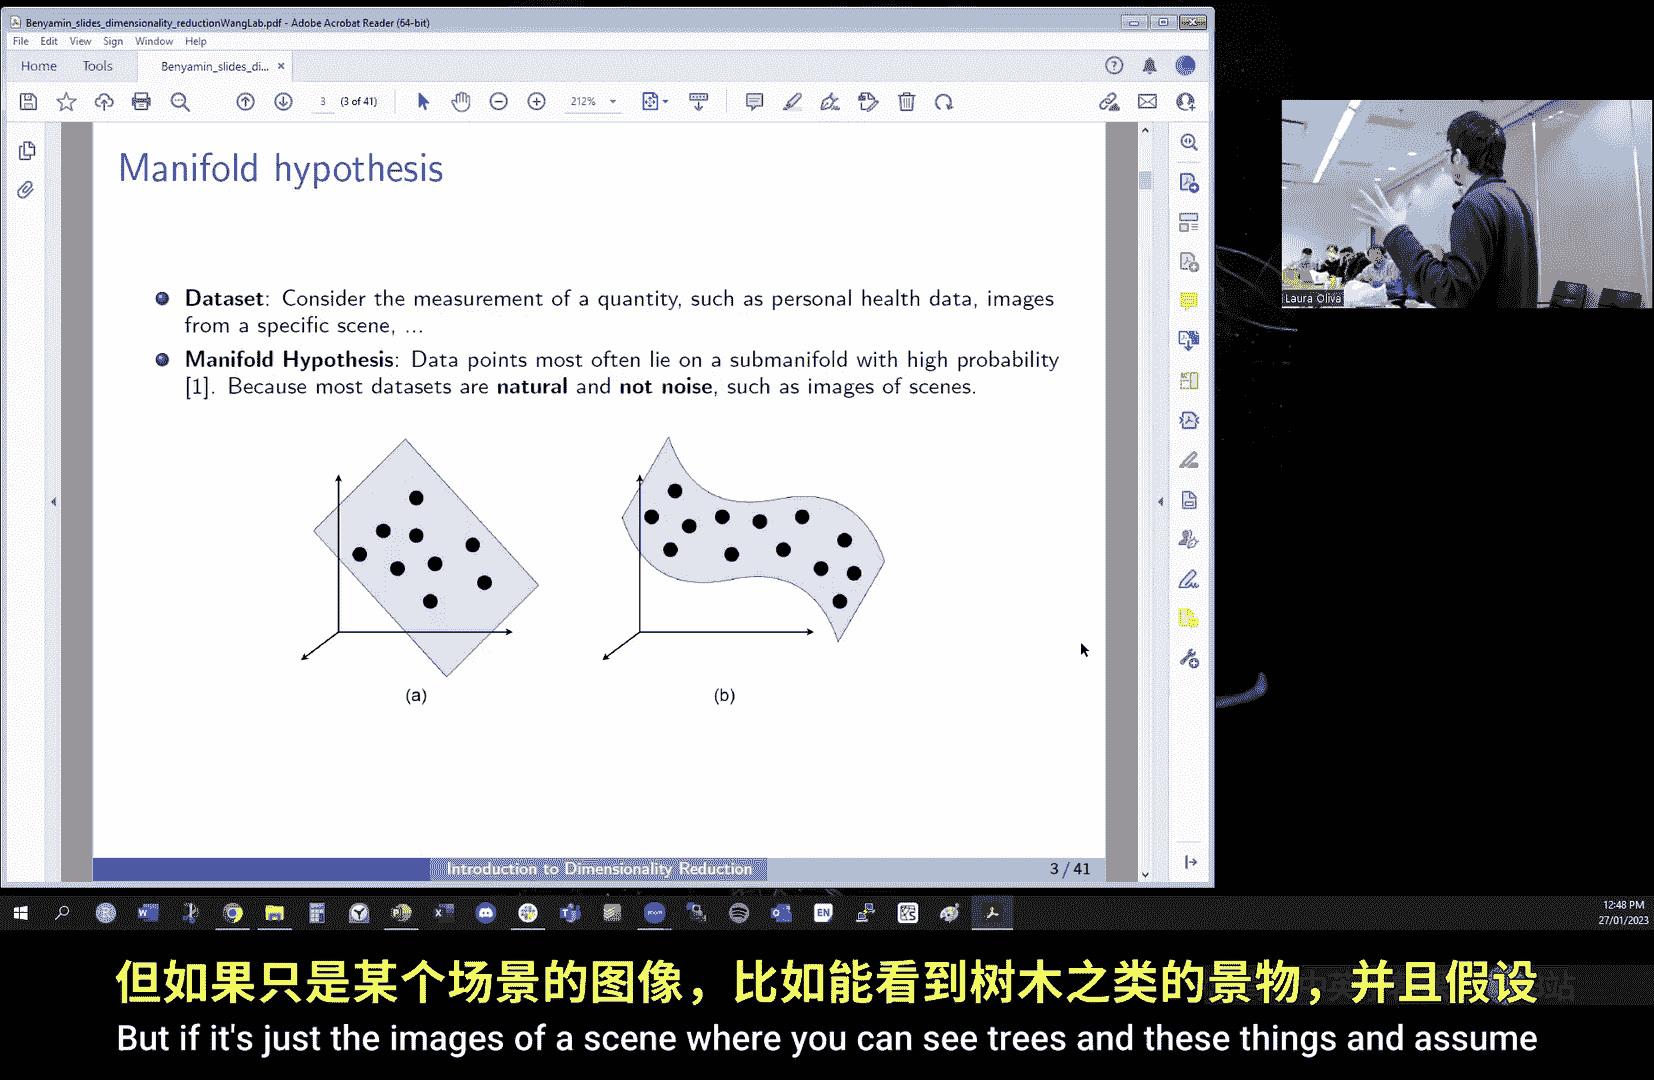 Benyamin_slides_dimensionality_reductionWangLab.pdf - Adobe Acrobat Reader (64-bit)
File Edit View Sign Window Help
Home Tools Benyamin_slides_di... ×
3 (3 of 41) 212%
Manifold hypothesis
Dataset: Consider the measurement of a quantity, such as personal health data, images
from a specific scene, ...
Manifold Hypothesis: Data points most often lie on a submanifold with high probability
[1]. Because most datasets are natural and not noise, such as images of scenes.
(a) (b)
Introduction to Dimensionality Reduction 3 / 41
Laura Oliva
EN
12:48 PM
27/01/2023
但如果只是某个场景的图像，比如能看到树木之类的景物，并且假设
But if it's just the images of a scene where you can see trees and these things and assume